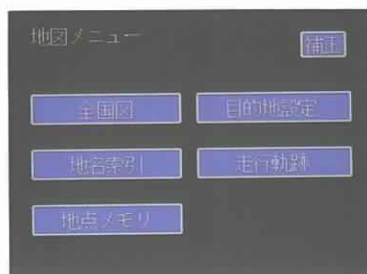 地図メニュー
補正
全国図
目的地設定
地名索引
走行軌跡
地点メモリ